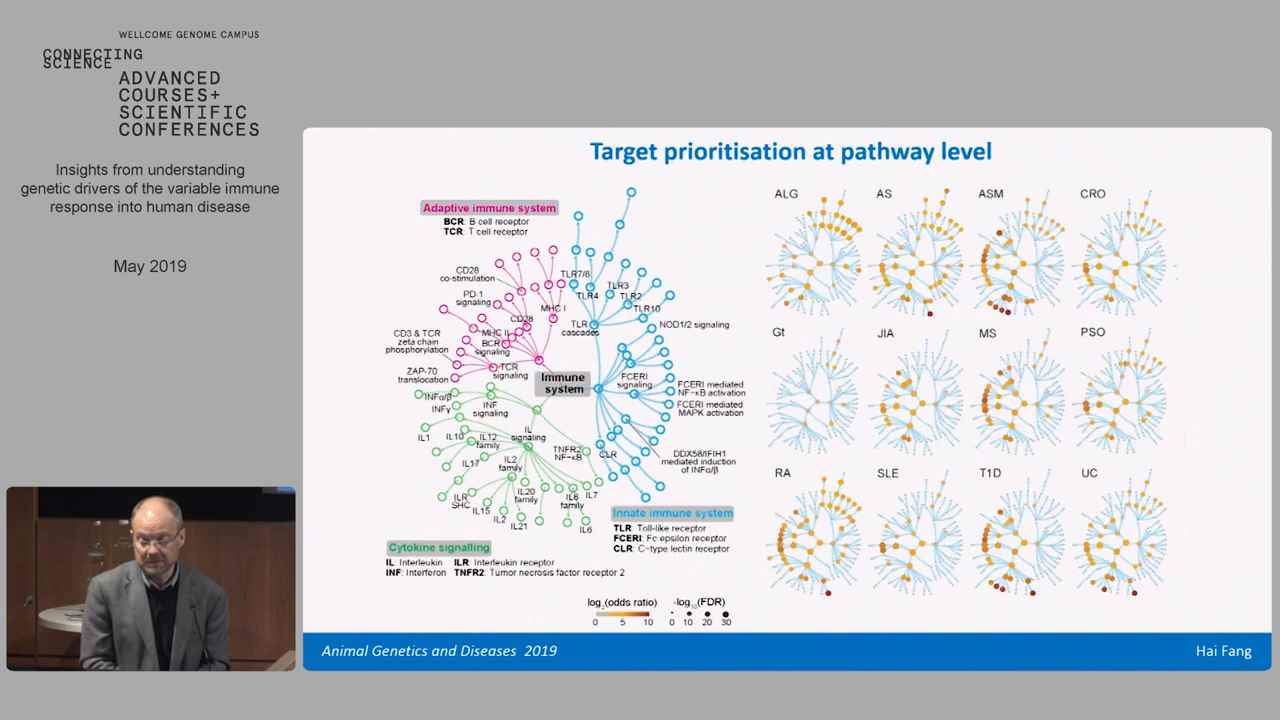 WELLCOME GENOME CAMPUS
CONNECTING
SCIENCE
ADVANCED
COURSES+
SCIENTIFIC
CONFERENCES
Insights from understanding
genetic drivers of the variable immune
response into human disease
May 2019
Target prioritisation at pathway level
Adaptive immune system
BCR: B cell receptor
TCR: T cell receptor
CD28
co-stimulation
PD-1
signaling
CD3 & TCR
zeta chain
phosphorylation
ZAP-70
translocation
MHC II
BCR
signaling
CD28
MHC I
TCR
signaling
TLR7/8
TLR4
TLR3
TLR2
TLR10
TLR
cascades
NOD1/2 signaling
Immune
system
FCERI
signaling
FCERI mediated
NF-κB activation
FCERI mediated
MAPK activation
DDX58/IFIH1
mediated induction
of INFα/β
CLR
INFα/β
INFγ
INF
signaling
IL
signaling
TNFR2
NF-κB
IL1
IL10
IL12
family
IL17
IL2
family
ILR
SHC
IL15
IL2
IL21
IL20
family
IL6
family
IL7
IL6
Innate immune system
TLR: Toll-like receptor
FCERI: Fc epsilon receptor
CLR: C-type lectin receptor
Cytokine signalling
IL Interleukin ILR: Interleukin receptor
INF: Interferon TNFR2: Tumor necrosis factor receptor 2
log2(odds ratio)
0 5 10
-log10(FDR)
0 10 20 30
ALG AS ASM CRO
Gt JIA MS PSO
RA SLE T1D UC
Animal Genetics and Diseases 2019
Hai Fang